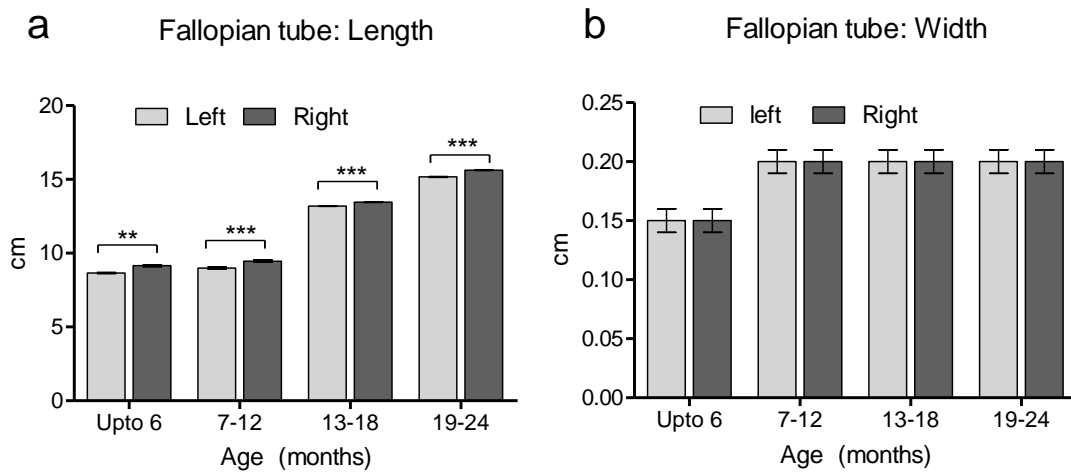 a
Fallopian tube: Length
20
15
10
5
0
cm
Left
Right
**
***
***
***
Upto 6
7-12
13-18
19-24
Age (months)
b
Fallopian tube: Width
0.25
0.20
0.15
0.10
0.05
0.00
cm
left
Right
Upto 6
7-12
13-18
19-24
Age (months)